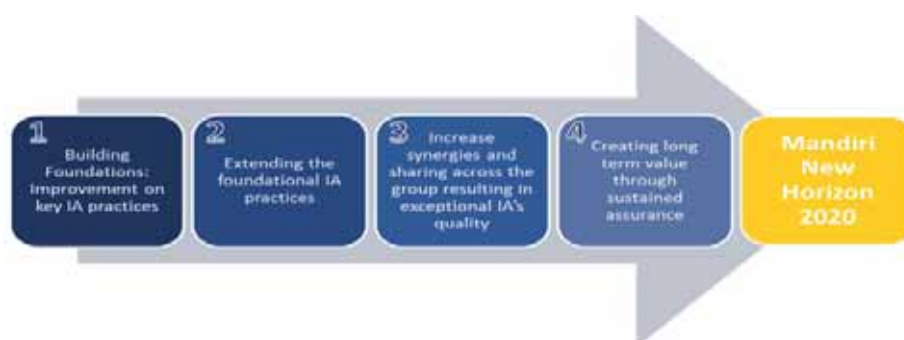 1
Building
Foundations:
Improvement on
key IA practices
2
Extending the
foundational IA
practices
3
Increase
synergies and
sharing across the
group resulting in
exceptional IA's
quality
4
Creating long
term value
through
sustained
assurance
Mandiri
New
Horizon
2020